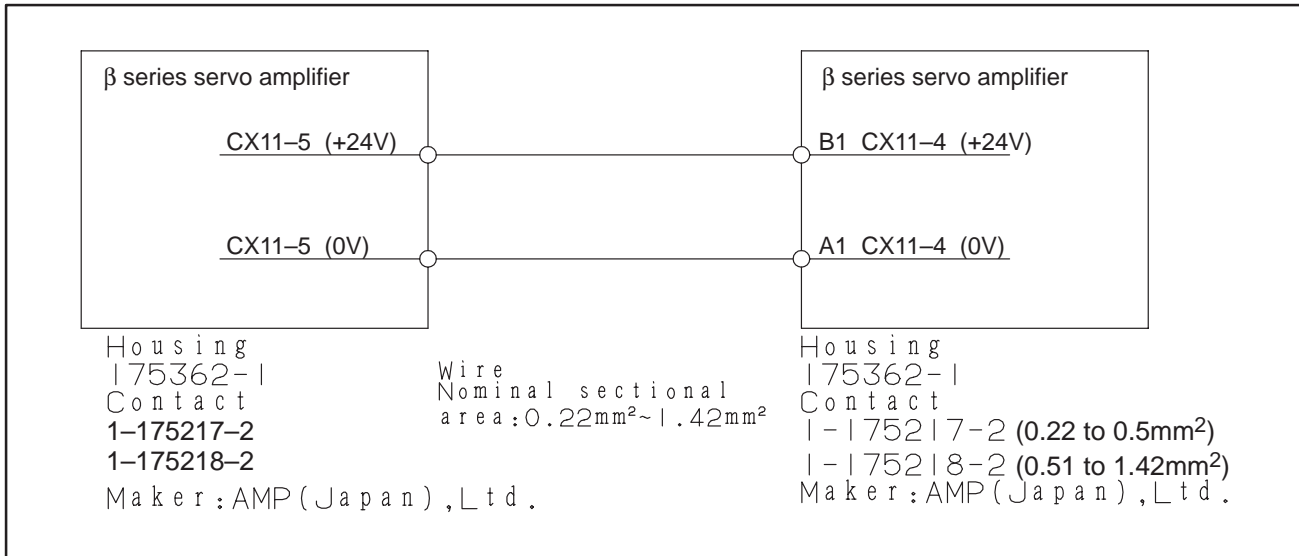 β series servo amplifier
CX11–5 (+24V)
CX11–5 (0V)
β series servo amplifier
B1 CX11–4 (+24V)
A1 CX11–4 (0V)
Housing
175362-1
Contact
1–175217–2
1–175218–2
Maker:AMP(Japan),Ltd.
Wire
Nominal sectional
area:0.22mm²~1.42mm²
Housing
175362-1
Contact
1-175217-2 (0.22 to 0.5mm²)
1-175218-2 (0.51 to 1.42mm²)
Maker:AMP(Japan),Ltd.